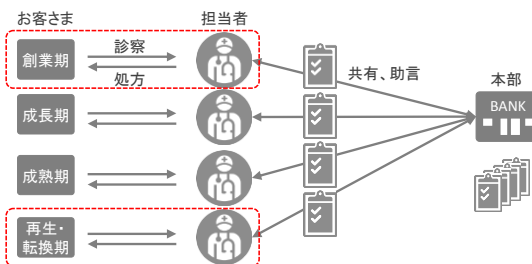 お客さま
担当者
創業期
診察
処方
共有、助言
本部
BANK
成長期
成熟期
再生・
転換期